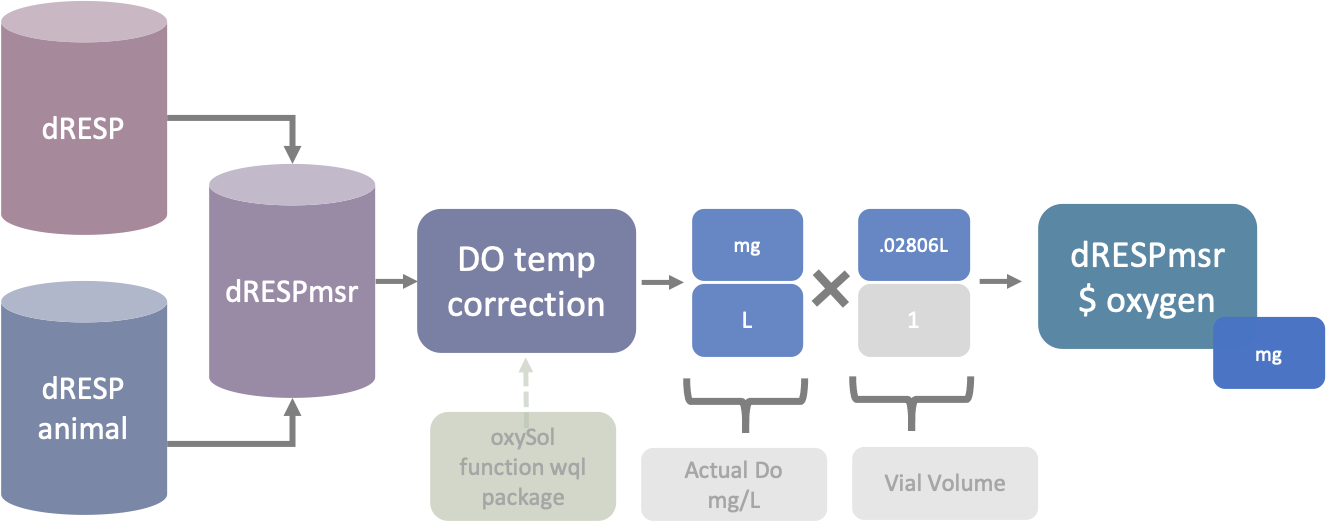 dRESP
dRESP
animal
dRESPmsr
DO temp
correction
oxySol
function wql
package
mg
L
Actual Do
mg/L
.02806L
1
Vial Volume
dRESPmsr
$ oxygen
mg